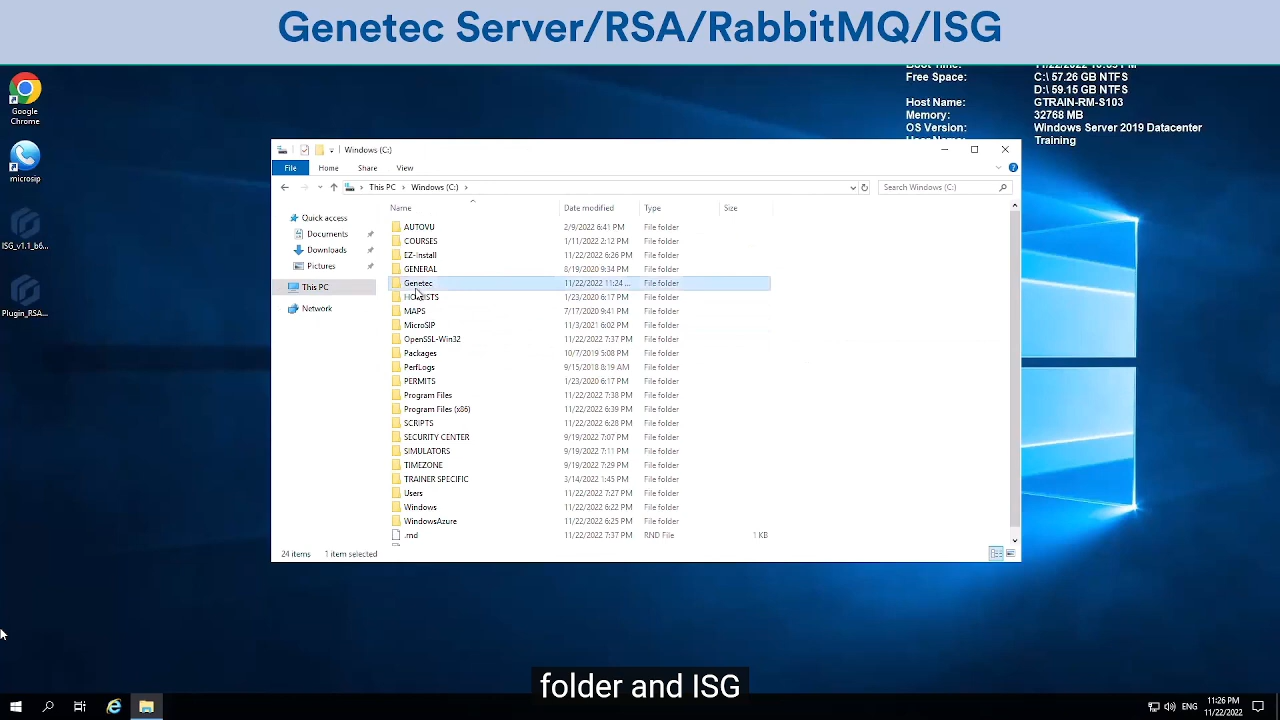 Genetec Server/RSA/RabbitMQ/ISG
Free Space: C:\ 57.26 GB NTFS
D:\ 59.15 GB NTFS
Host Name: GTRAIN-RM-S103
Memory: 32768 MB
OS Version: Windows Server 2019 Datacenter
Training
Google
Chrome
microsip
ISG_v1.1_b6...
Plugin_RSA...
Windows (C:)
File Home Share View
This PC Windows (C:) Search Windows (C:)
Quick access
Documents
Downloads
Pictures
This PC
Network
Name Date modified Type Size
AUTOVU 2/9/2022 6:41 PM File folder
COURSES 1/11/2022 2:12 PM File folder
EZ-Install 11/22/2022 6:26 PM File folder
GENERAL 8/19/2020 9:34 PM File folder
Genetec 11/22/2022 11:24 ... File folder
1/23/2020 6:17 PM File folder
MAPS 7/17/2020 9:41 PM File folder
MicroSIP 11/3/2021 6:02 PM File folder
OpenSSL-Win32 11/22/2022 7:37 PM File folder
Packages 10/7/2019 5:08 PM File folder
PerfLogs 9/15/2018 8:19 AM File folder
PERMITS 1/23/2020 6:17 PM File folder
Program Files 11/22/2022 7:38 PM File folder
Program Files (x86) 11/22/2022 6:39 PM File folder
SCRIPTS 11/22/2022 6:28 PM File folder
SECURITY CENTER 9/19/2022 7:07 PM File folder
SIMULATORS 9/19/2022 7:11 PM File folder
TIMEZONE 9/19/2022 7:29 PM File folder
TRAINER SPECIFIC 3/14/2022 1:45 PM File folder
Users 11/22/2022 7:27 PM File folder
Windows 11/22/2022 6:22 PM File folder
WindowsAzure 11/22/2022 6:25 PM File folder
.rnd 11/22/2022 7:37 PM RND File 1 KB
24 items 1 item selected
folder and ISG
ENG
11:26 PM
11/22/2022